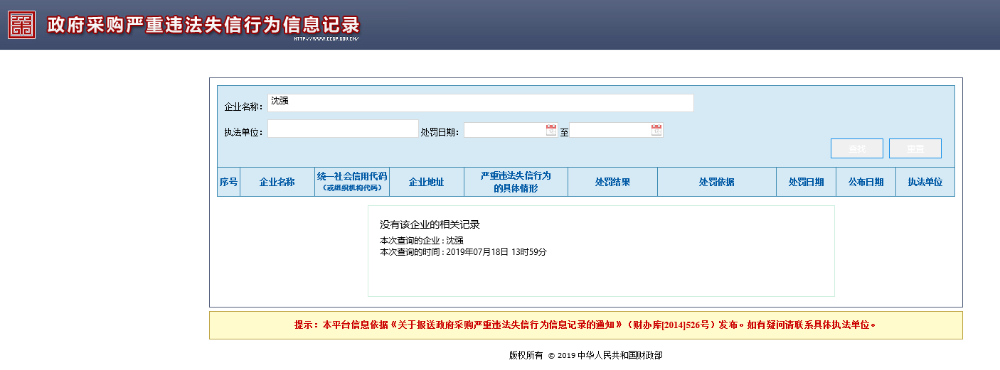 政府采购严重违法失信行为信息记录
HTTP://WWW.CCGP.GOV.CN/
企业名称：
沈强
执法单位：
处罚日期：
至
查找
重置
序号
企业名称
统一社会信用代码
（或组织机构代码）
企业地址
严重违法失信行为
的具体情形
处罚结果
处罚依据
处罚日期
公布日期
执法单位
没有该企业的相关记录
本次查询的企业 : 沈强
本次查询的时间 : 2019年07月18日 13时59分
提示：本平台信息依据《关于报送政府采购严重违法失信行为信息记录的通知》（财办库[2014]526号）发布。如有疑问请联系具体执法单位。
版权所有 © 2019 中华人民共和国财政部